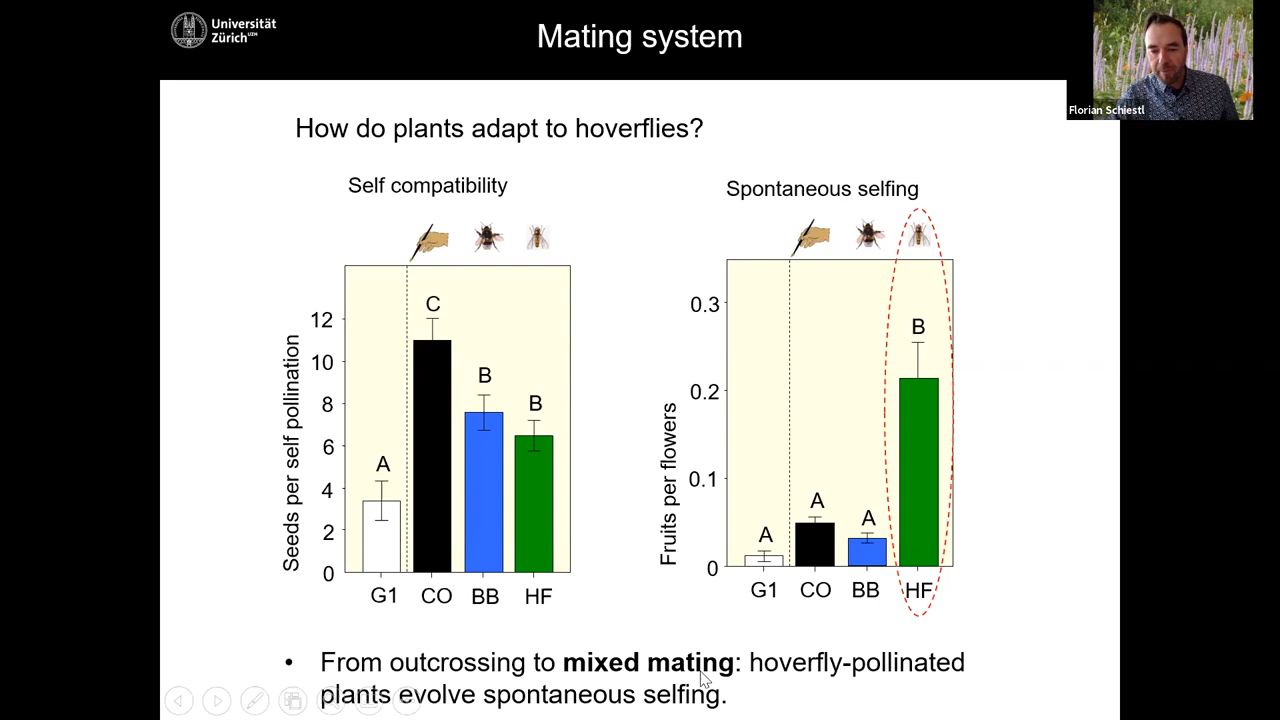 Universität
Zürich UZH
Mating system
Florian Schiestl
How do plants adapt to hoverflies?
Self compatibility
Seeds per self pollination
12
10
8
6
4
2
0
A
C
B
B
G1
CO
BB
HF
Spontaneous selfing
Fruits per flowers
0.3
0.2
0.1
0
A
A
A
B
G1
CO
BB
HF
• From outcrossing to mixed mating: hoverfly-pollinated
plants evolve spontaneous selfing.